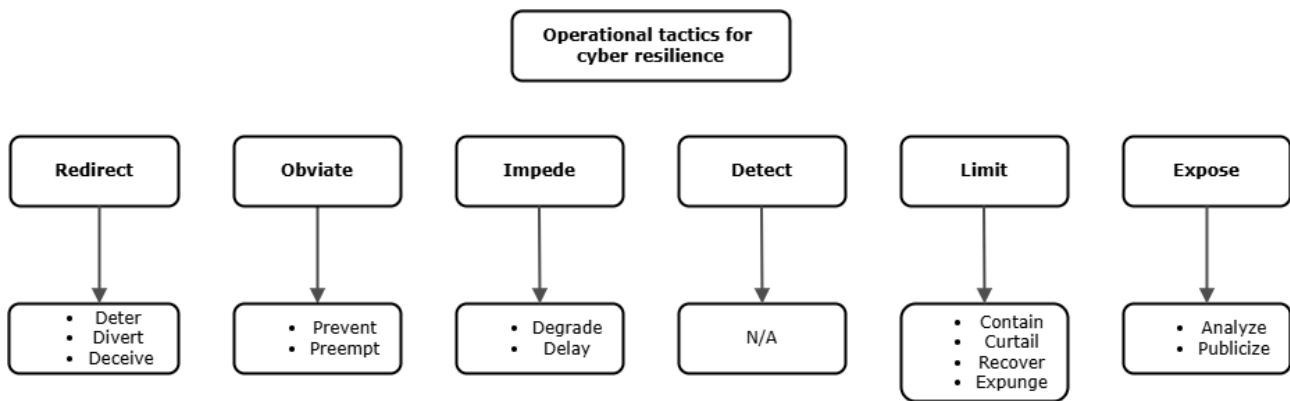 Operational tactics for
cyber resilience
Redirect
Obviate
Impede
Detect
Limit
Expose
• Deter
• Divert
• Deceive
• Prevent
• Preempt
• Degrade
• Delay
N/A
• Contain
• Curtail
• Recover
• Expunge
• Analyze
• Publicize